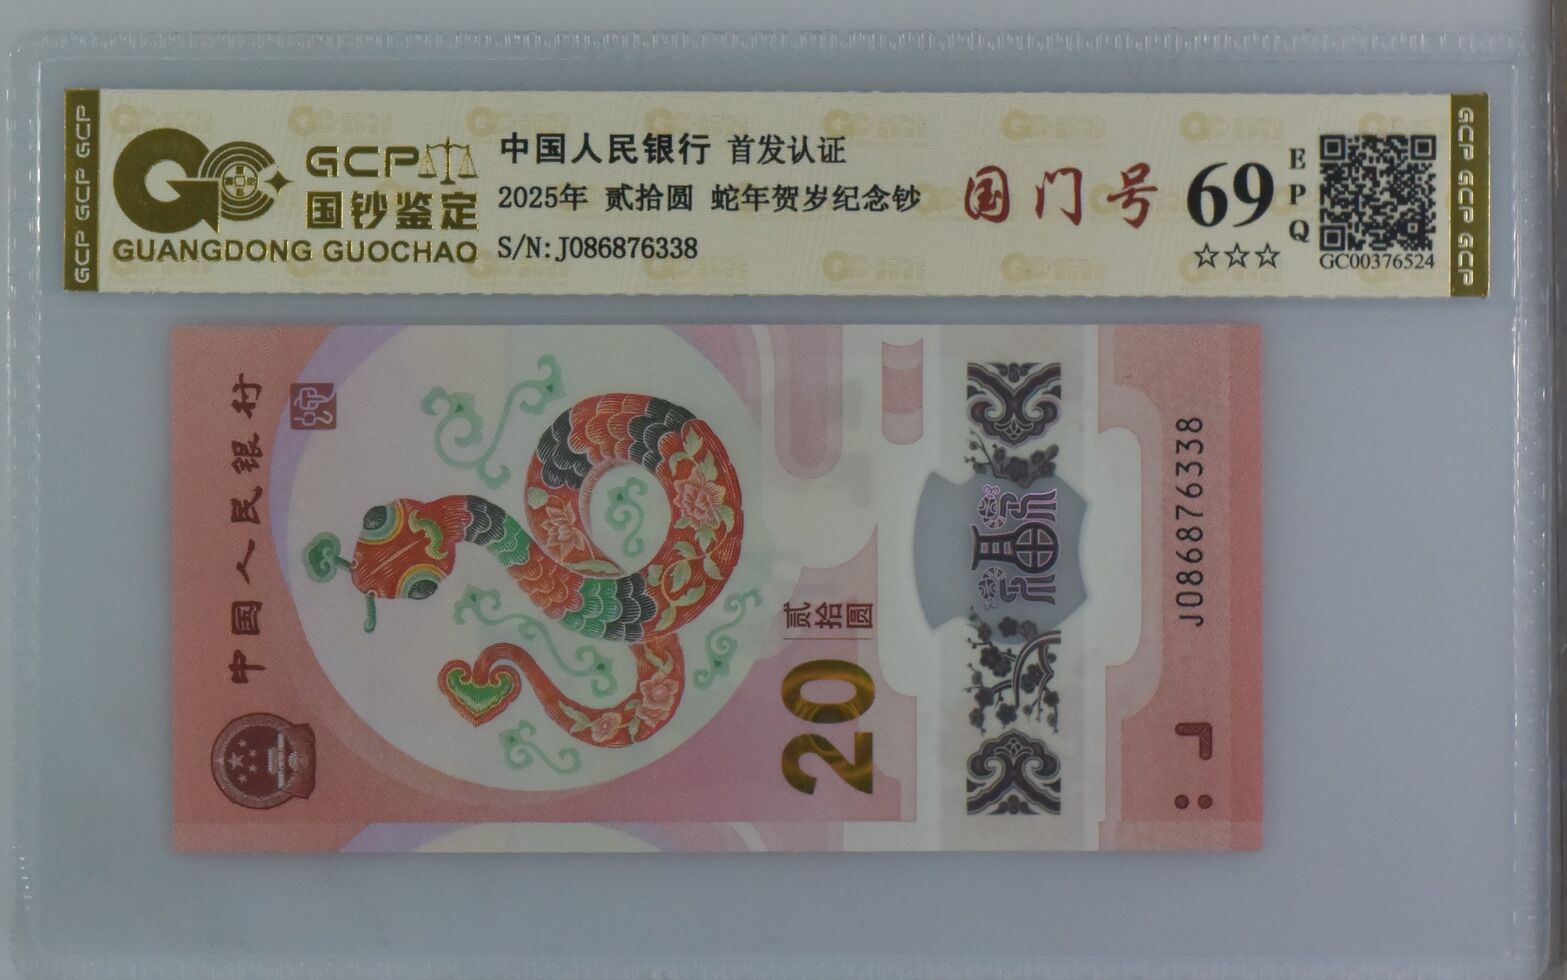 GCP GCP GCP
GCP
国钞鉴定
GUANGDONG GUOCHAO
中国人民银行 首发认证
2025年 贰拾圆 蛇年贺岁纪念钞
S/N:J086876338
国门号
69
EPQ
☆☆☆
GC00376524
GCP GCP GCP
中国人民银行
贰拾圆
20
J086876338